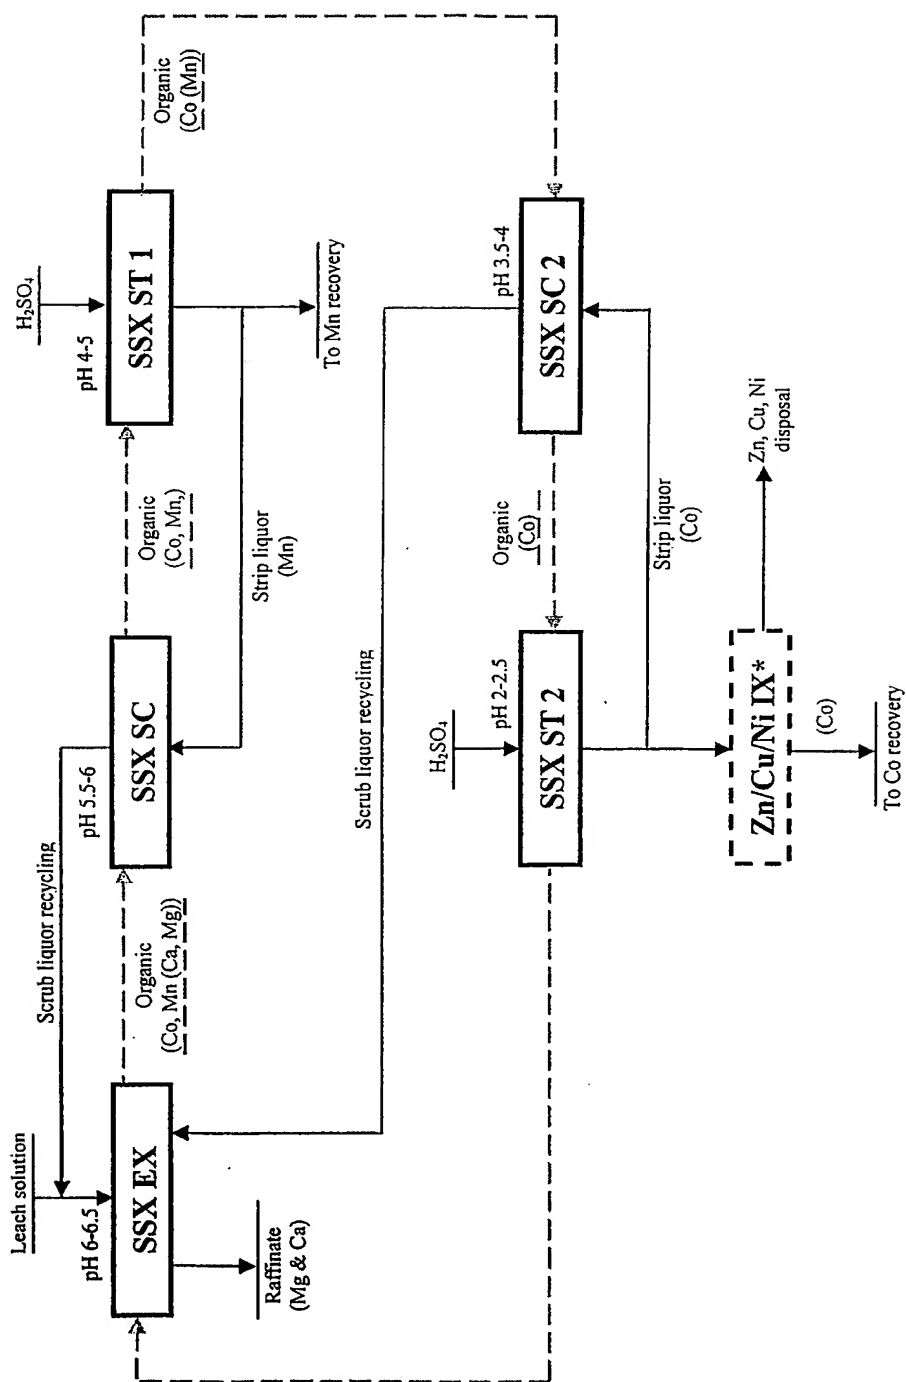 Leach solution
pH 6-6.5
SSX EX
Raffinate
(Mg & Ca)
Scrub liquor recycling
Organic
(Co, Mn (Ca, Mg))
pH 5.5-6
SSX SC
Organic
(Co, Mn,)
Strip liquor
(Mn)
H₂SO₄
pH 4-5
SSX ST 1
To Mn recovery
Organic
(Co (Mn))
Scrub liquor recycling
pH 3.5-4
SSX SC 2
Organic
(Co)
H₂SO₄
pH 2-2.5
SSX ST 2
Strip liquor
(Co)
Zn/Cu/Ni IX*
Zn, Cu, Ni
disposal
(Co)
To Co recovery